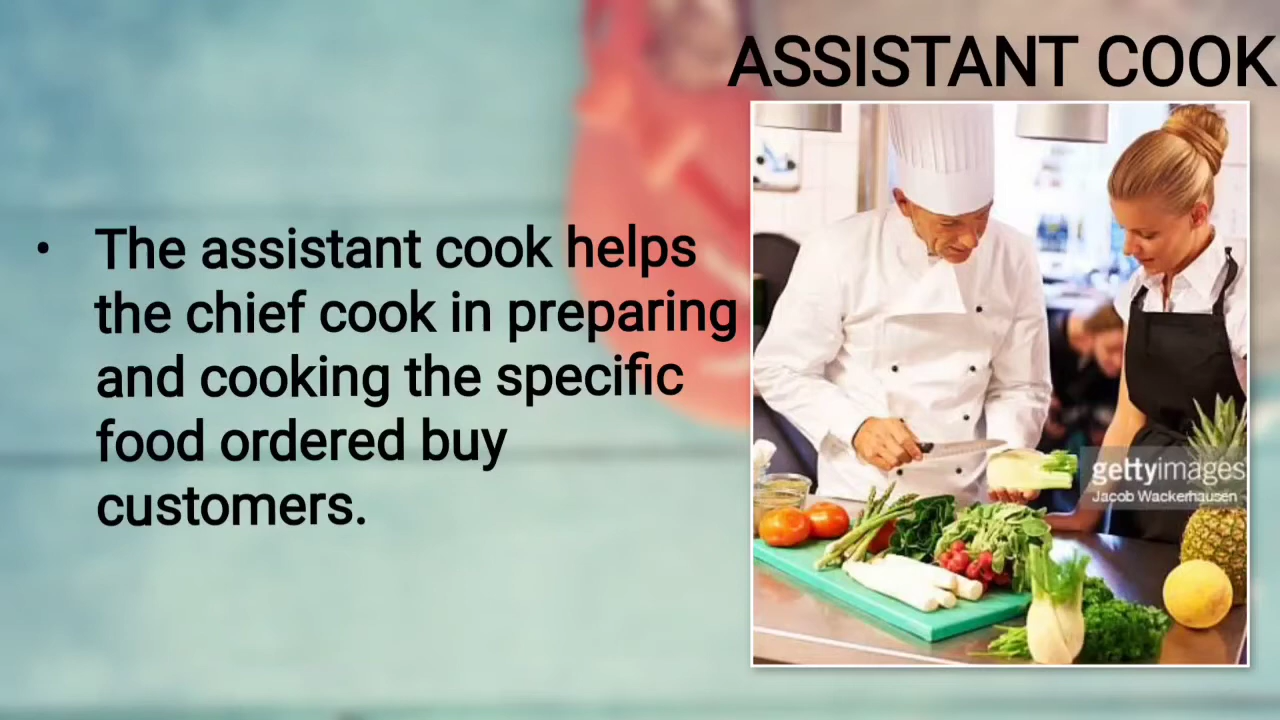 ASSISTANT COOK
• The assistant cook helps
the chief cook in preparing
and cooking the specific
food ordered buy
customers.
gettyimages
Jacob Wackerhausen